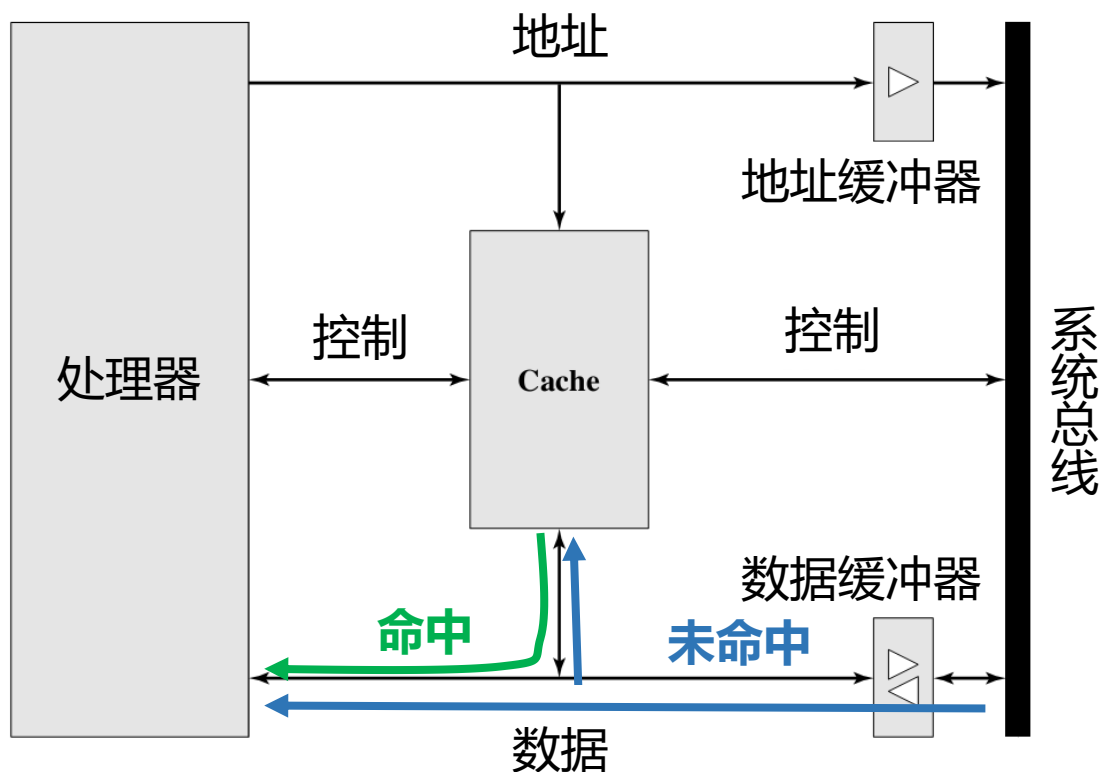 地址
地址缓冲器
控制
控制
处理器
Cache
系统总线
数据缓冲器
命中
未命中
数据